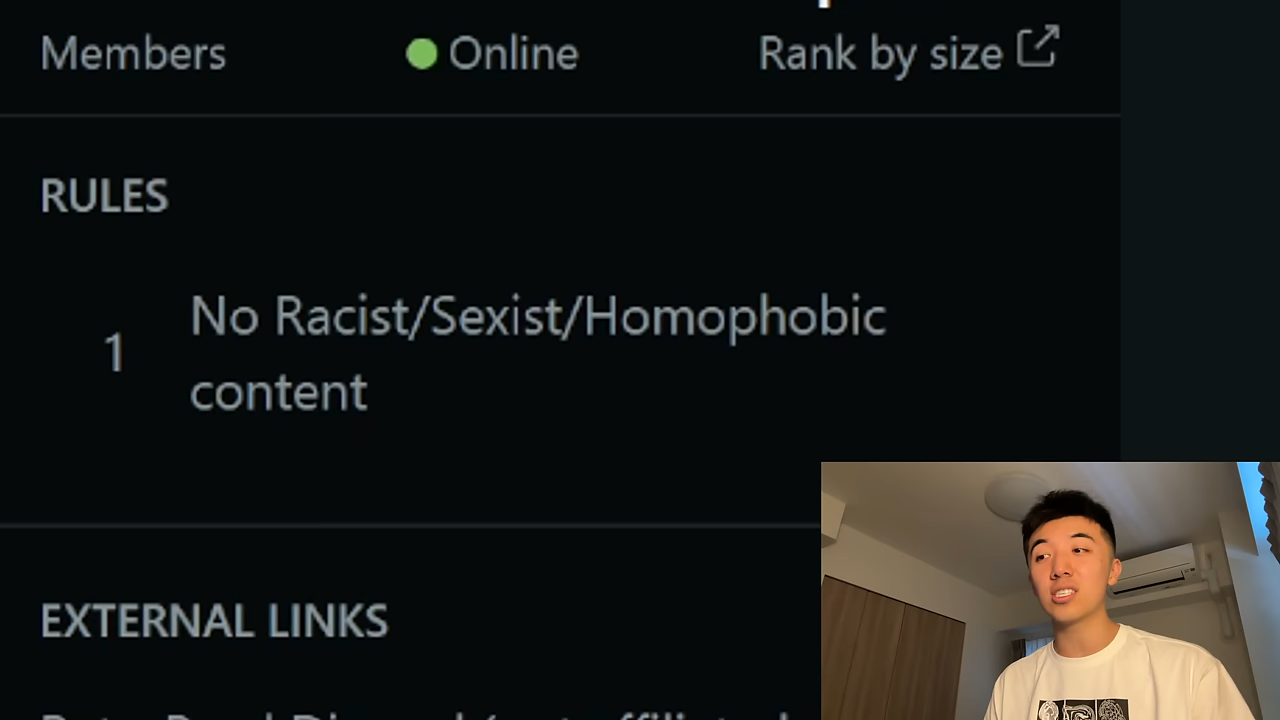 Members Online Rank by size
RULES
1 No Racist/Sexist/Homophobic
content
EXTERNAL LINKS